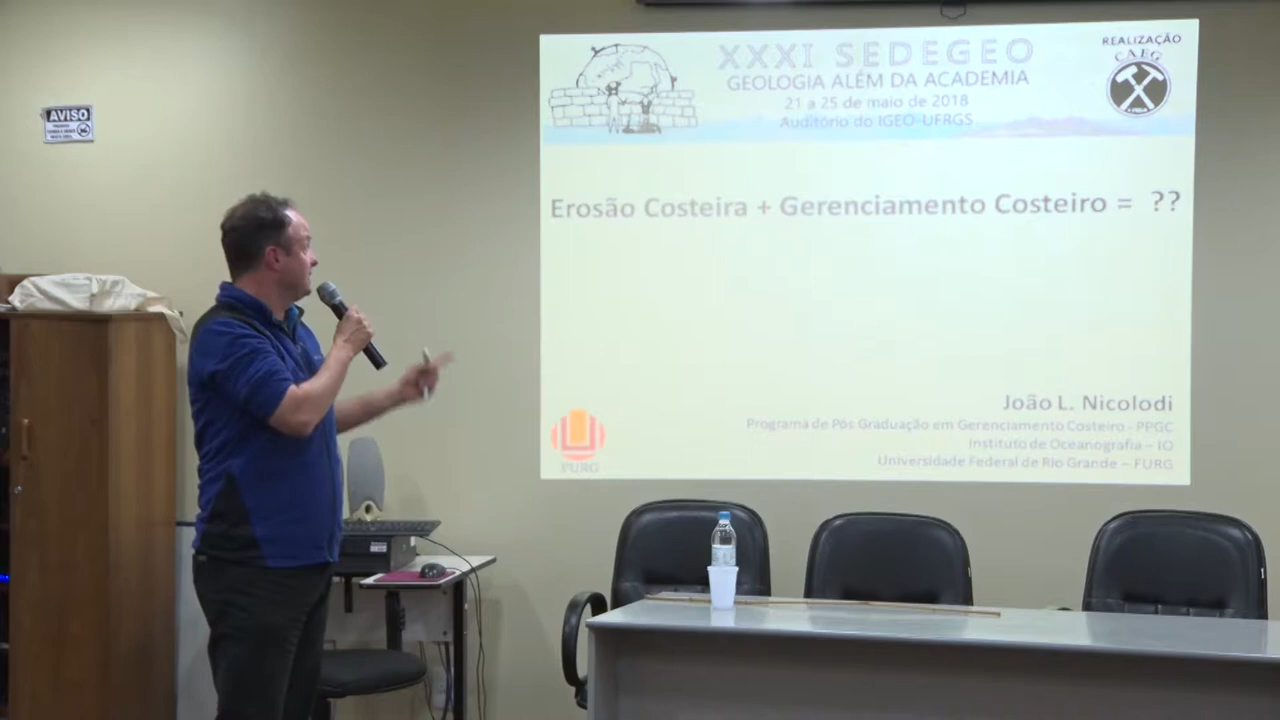 AVISO
XXXI SEDEGEO
GEOLOGIA ALÉM DA ACADEMIA
21 a 25 de maio de 2018
Auditório do IGEO-UFRGS
REALIZAÇÃO
CAEG
Erosão Costeira + Gerenciamento Costeiro = ??
João L. Nicolodi
Programa de Pós Graduação em Gerenciamento Costeiro - PPGC
Instituto de Oceanografia – IO
Universidade Federal de Rio Grande – FURG
FURG